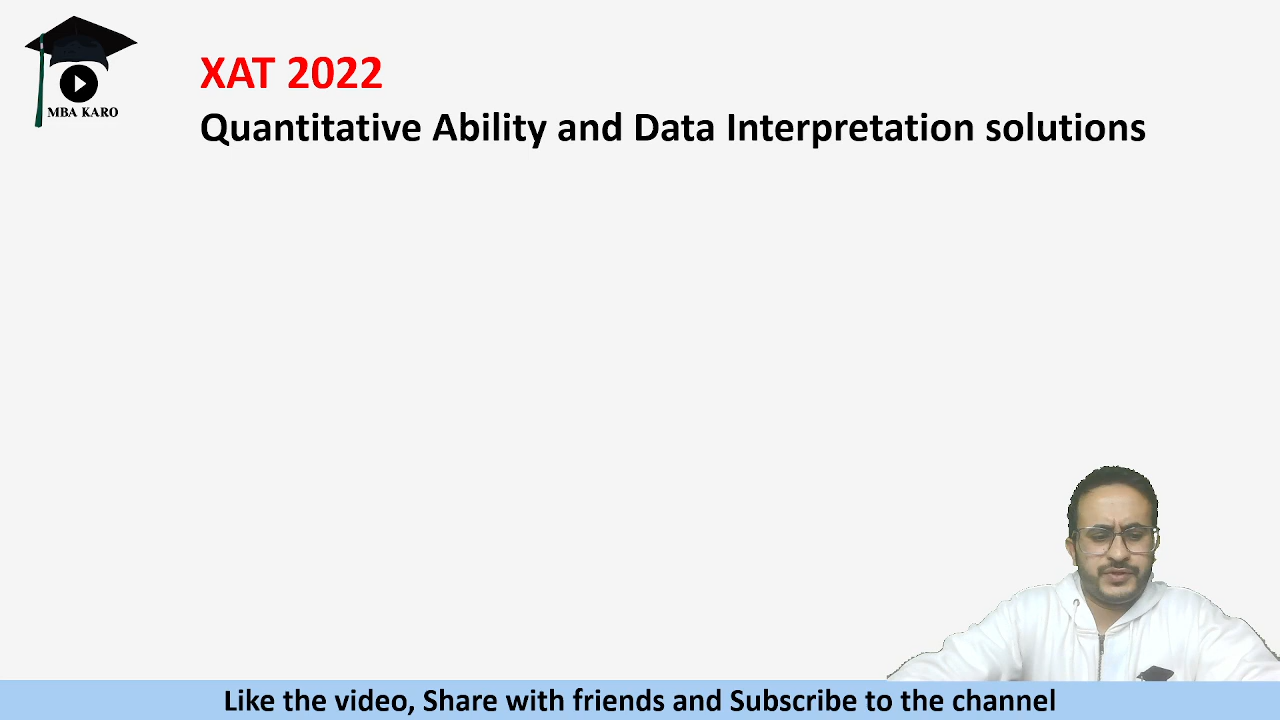 MBA KARO
XAT 2022
Quantitative Ability and Data Interpretation solutions
Like the video, Share with friends and Subscribe to the channel